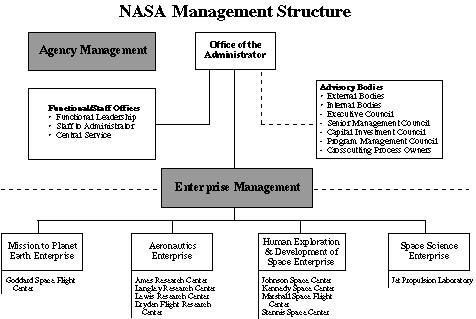 NASA Management Structure
Agency Management
Office of the
Administrator
Functional/Staff Offices
• Functional Leadership
• Staff to Administrator
• Central Service
Advisory Bodies
• External Bodies
• Internal Bodies
• Executive Council
• Senior Management Council
• Capital Investment Council
• Program Management Council
• Crosscutting Process Owners
Enterprise Management
Mission to Planet
Earth Enterprise
Goddard Space Flight
Center
Aeronautics
Enterprise
Ames Research Center
Langley Research Center
Lewis Research Center
Dryden Flight Research
Center
Human Exploration
& Development of
Space Enterprise
Johnson Space Center
Kennedy Space Center
Marshall Space Flight
Center
Stennis Space Center
Space Science
Enterprise
Jet Propulsion Laboratory